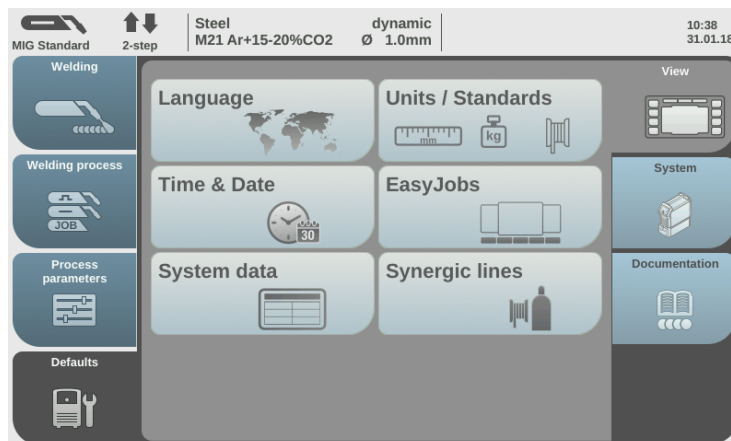 MIG Standard
2-step
Steel dynamic
M21 Ar+15-20%CO2 Ø 1.0mm
10:38
31.01.18
Welding
Welding process
JOB
Process
parameters
Defaults
Language
Units / Standards
mm
kg
Time & Date
30
EasyJobs
System data
Synergic lines
View
System
Documentation